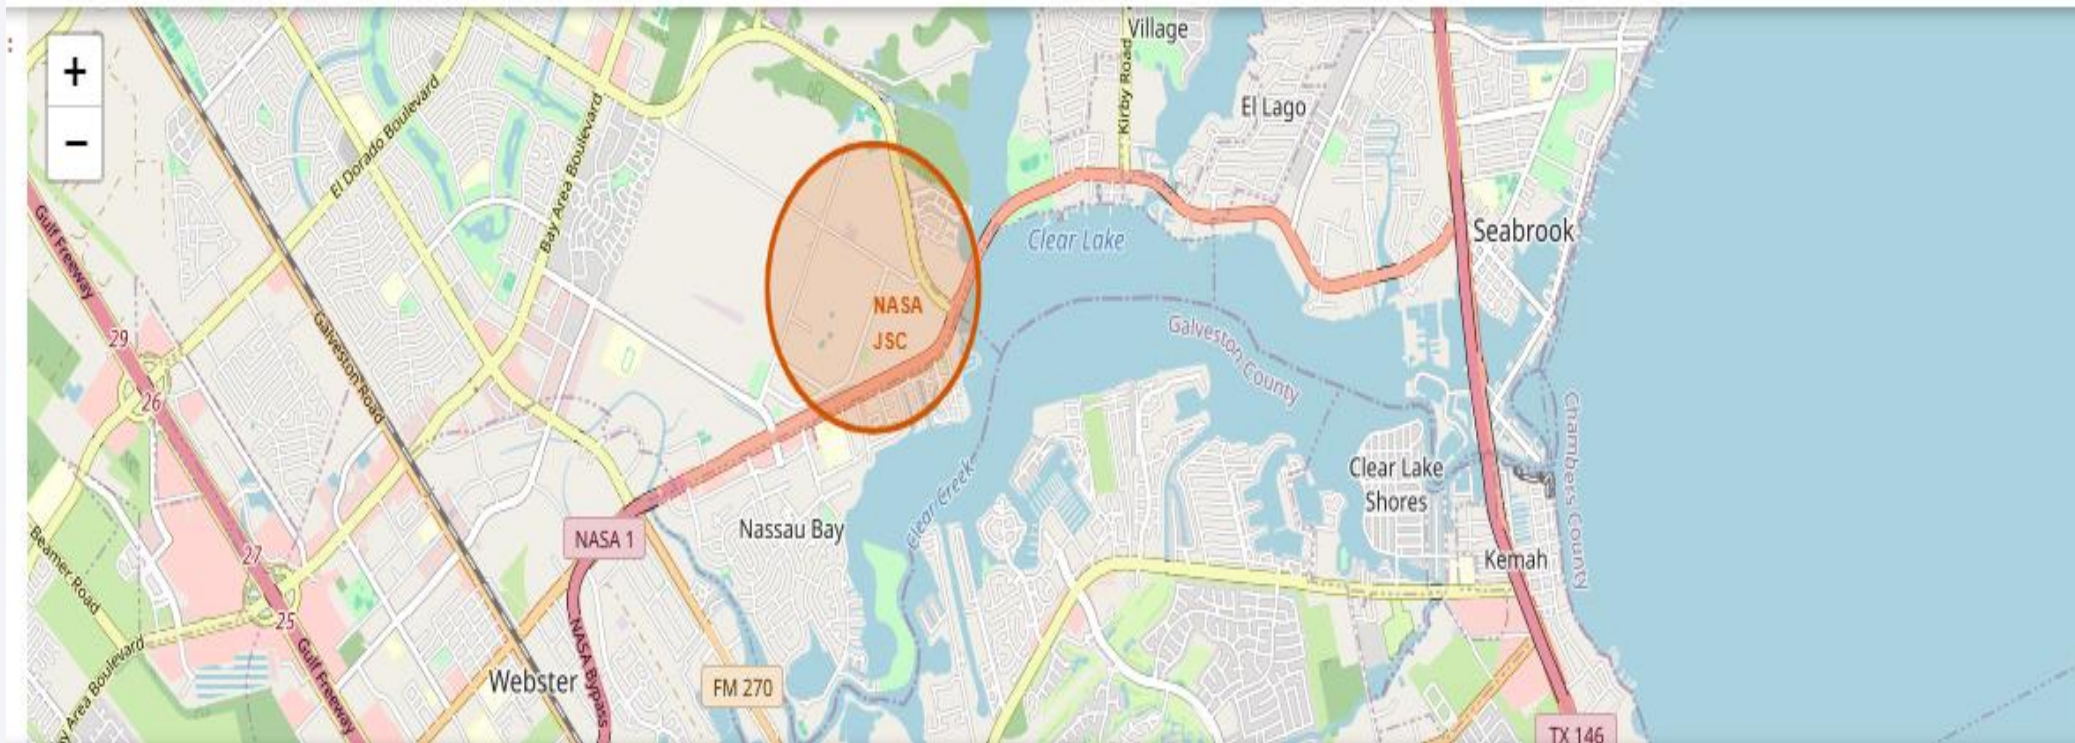 :
+
−
Village
Kirby Road
El Lago
El Dorado Boulevard
Bay Area Boulevard
Gulf Freeway
Clear Lake
Seabrook
NASA
JSC
Galveston Road
Galveston County
29
26
Chambers County
Clear Lake
Shores
Clear Creek
Nassau Bay
NASA 1
27
Kemah
Beamer Road
25
Gulf Freeway
NASA Bypass
Webster
FM 270
y Area Boulevard
TX 146